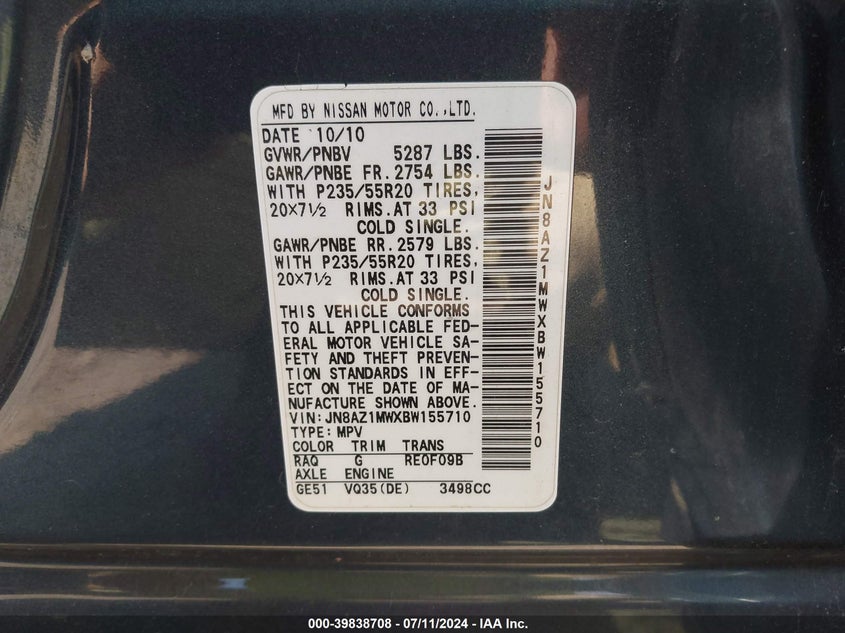 MFD BY NISSAN MOTOR CO.,LTD.
DATE 10/10
GVWR/PNBV 5287 LBS.
GAWR/PNBE FR. 2754 LBS.
WITH P235/55R20 TIRES,
20×7½ RIMS.AT 33 PSI
COLD SINGLE.
GAWR/PNBE RR. 2579 LBS.
WITH P235/55R20 TIRES,
20×7½ RIMS.AT 33 PSI
COLD SINGLE.
THIS VEHICLE CONFORMS
TO ALL APPLICABLE FED-
ERAL MOTOR VEHICLE SA-
FETY AND THEFT PREVEN-
TION STANDARDS IN EFF-
ECT ON THE DATE OF MA-
NUFACTURE SHOWN ABOVE.
VIN:JN8AZ1MWXBW155710
TYPE:MPV
COLOR TRIM TRANS
RAQ G RE0F09B
AXLE ENGINE
GE51 VQ35(DE) 3498CC
JN8AZ1MWXBW155710
000-39838708 - 07/11/2024 - IAA Inc.